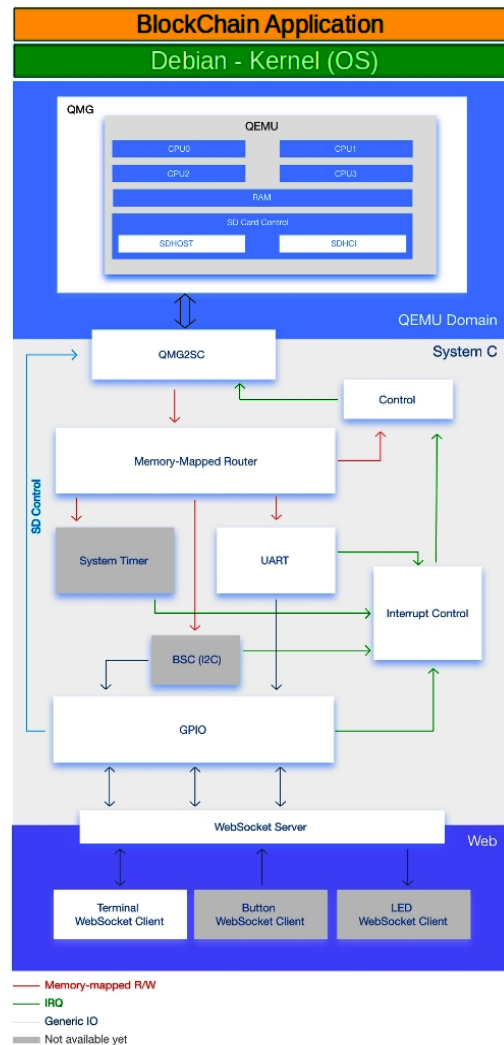 BlockChain Application
Debian - Kernel (OS)
QMG
QEMU
CPU0
CPU1
CPU2
CPU3
RAM
SD Card Control
SDHOST
SDHCI
QEMU Domain
System C
QMG2SC
Control
Memory-Mapped Router
SD Control
System Timer
UART
Interrupt Control
BSC (I2C)
GPIO
WebSocket Server
Web
Terminal
WebSocket Client
Button
WebSocket Client
LED
WebSocket Client
Memory-mapped R/W
IRQ
Generic IO
Not available yet